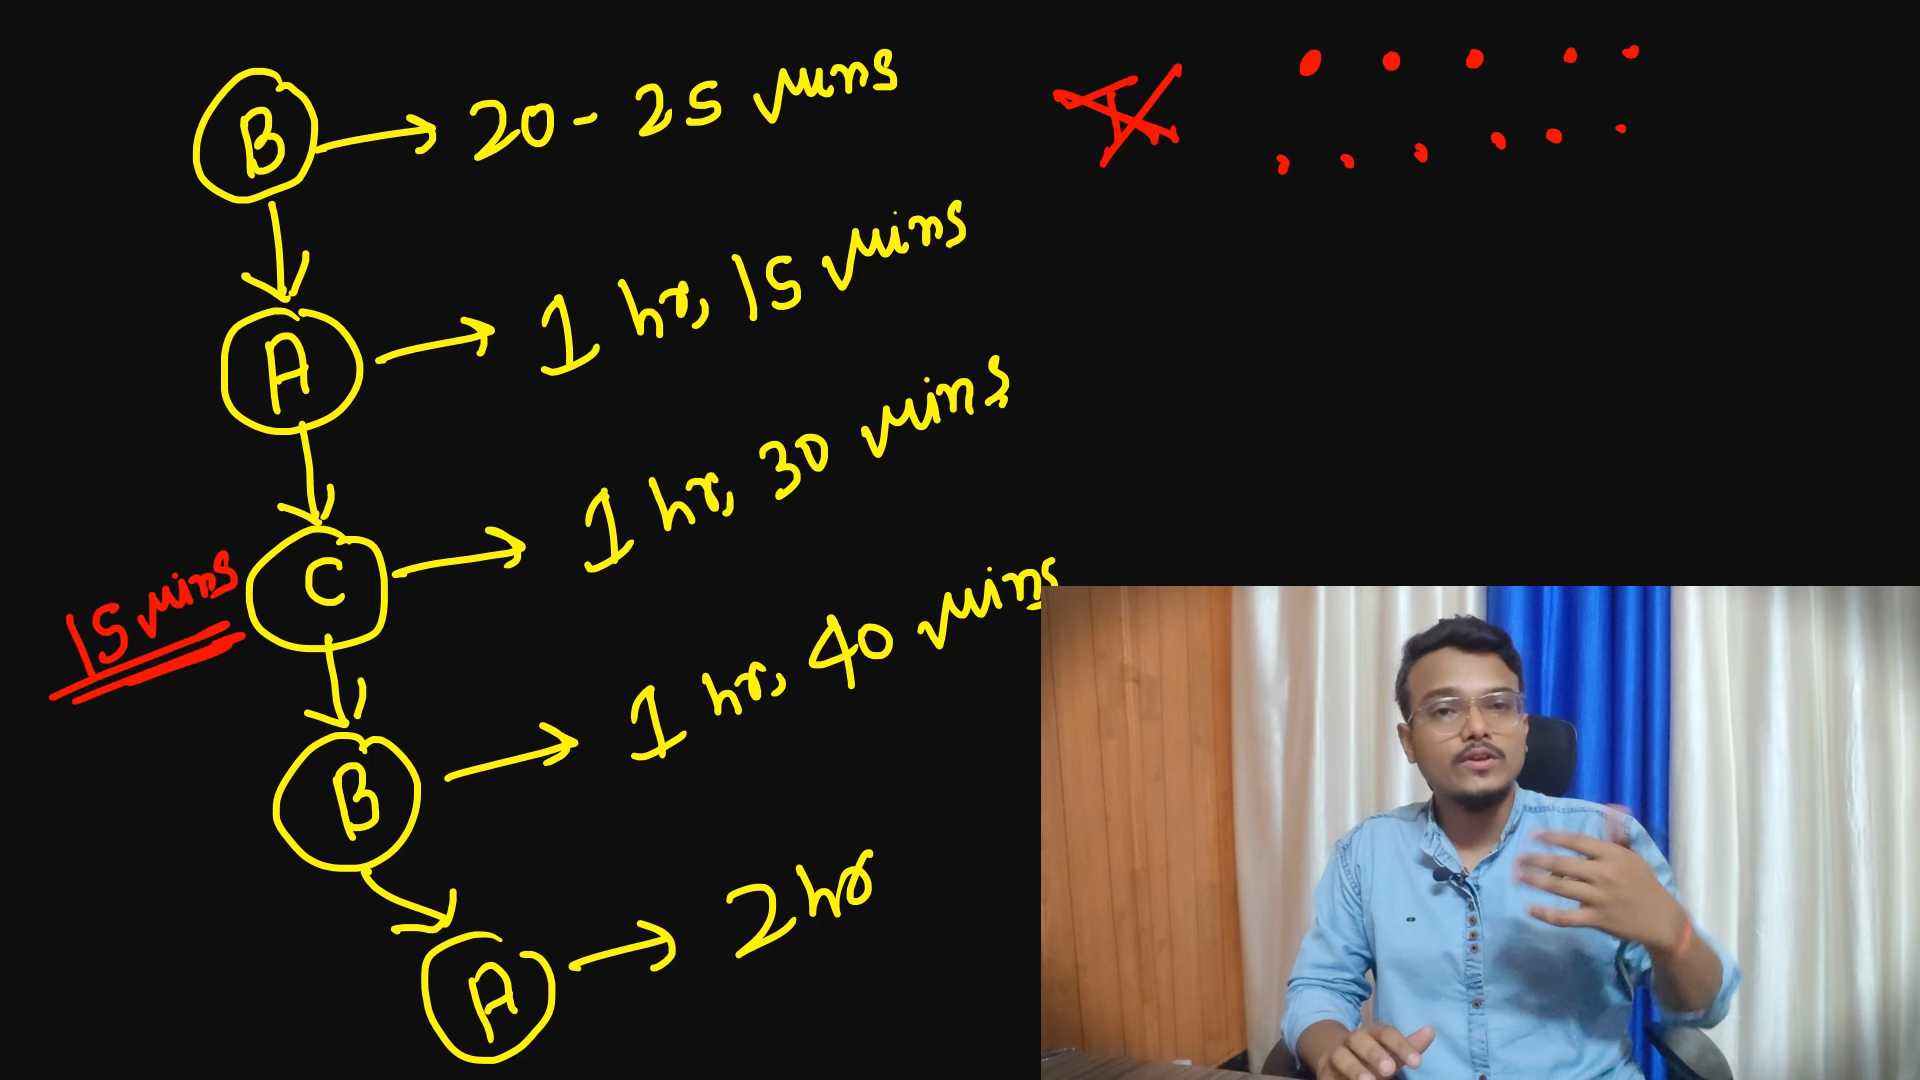 B → 20 - 25 mins
A → 1 hr, 15 mins
C → 1 hr, 30 mins
15 mins
B → 1 hr, 40 mins
A → 2 hr